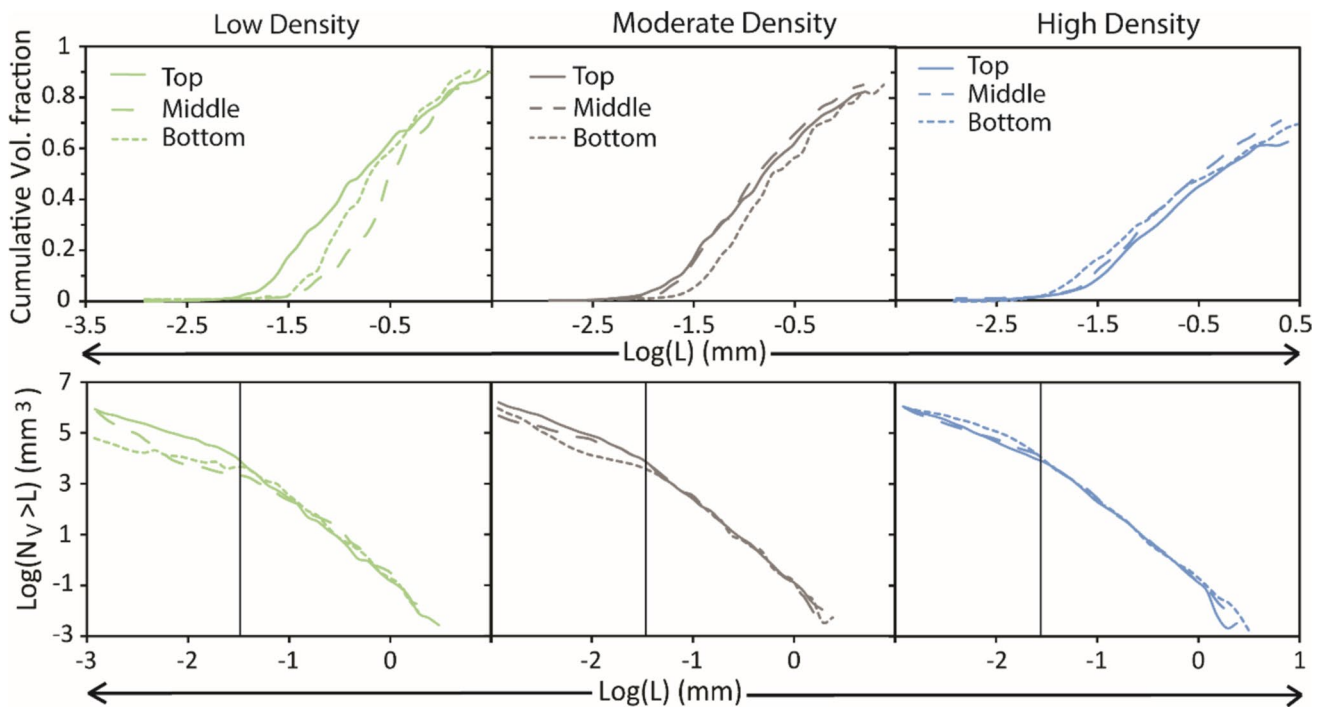 Low Density
Moderate Density
High Density
Cumulative Vol. fraction
1
0.8
0.6
0.4
0.2
0
Top
Middle
Bottom
Top
Middle
Bottom
Top
Middle
Bottom
-3.5
-2.5
-1.5
-0.5
-2.5
-1.5
-0.5
-2.5
-1.5
-0.5
0.5
Log(L) (mm)
Log(NV >L) (mm 3)
7
5
3
1
-1
-3
-3
-2
-1
0
-2
-1
0
-2
-1
0
1
Log(L) (mm)